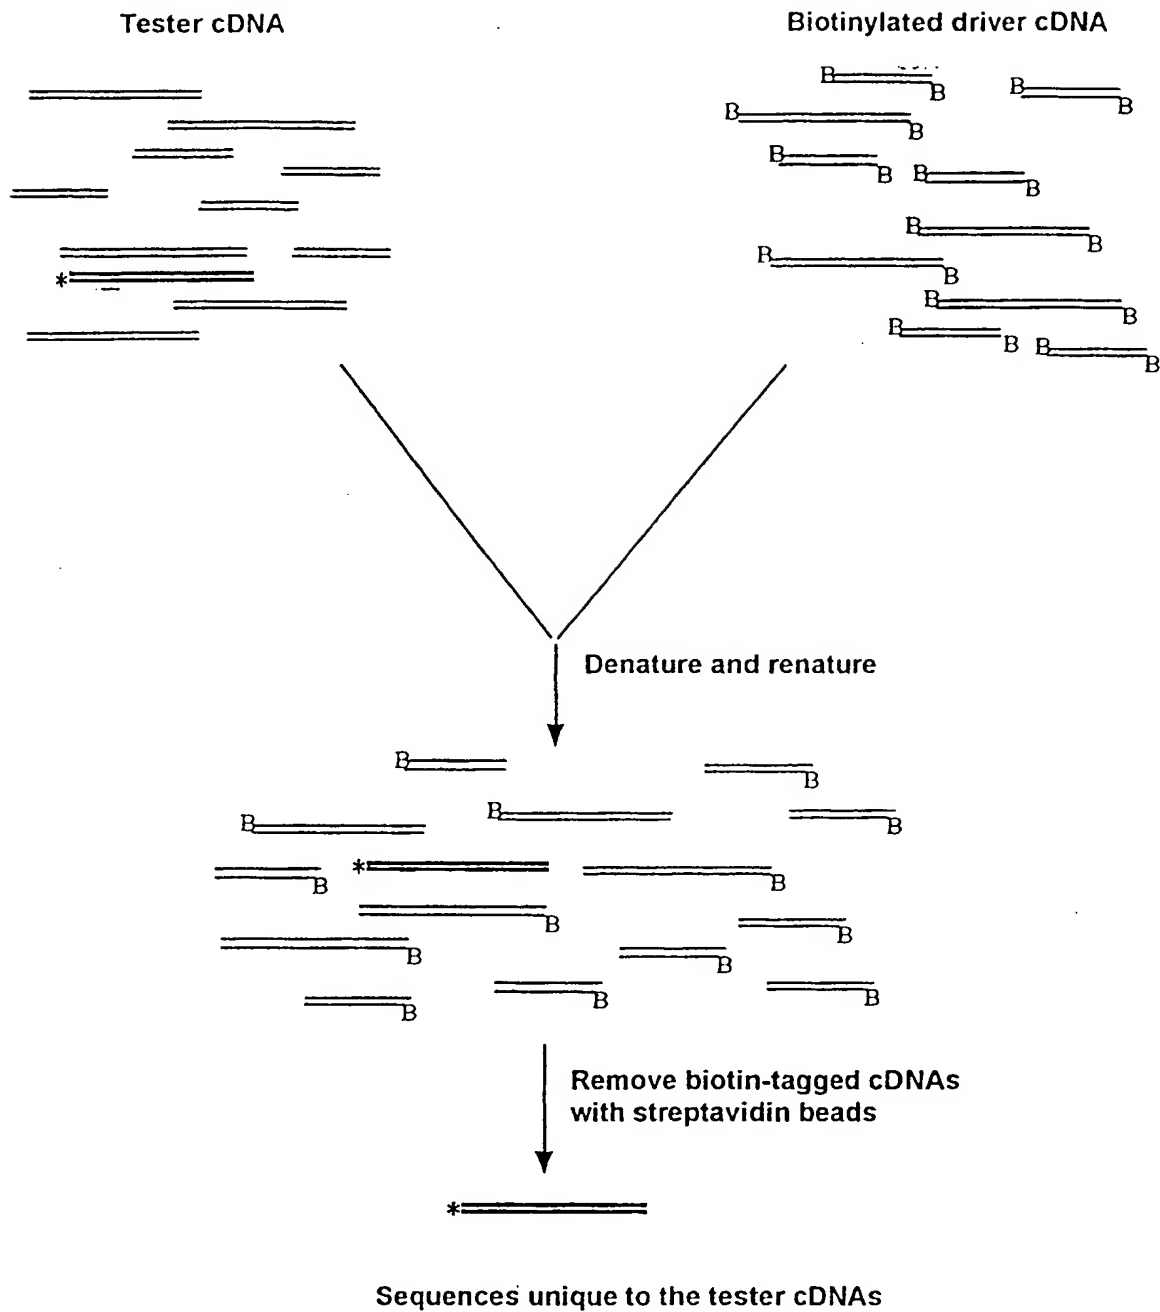 Tester cDNA
Biotinylated driver cDNA
B
B
B
B
B
B
B
B
B
B
B
B
B
B
*
B
B
B
B
B
B
Denature and renature
B
B
B
B
B
*
B
B
B
B
B
B
B
B
B
Remove biotin-tagged cDNAs
with streptavidin beads
*
Sequences unique to the tester cDNAs